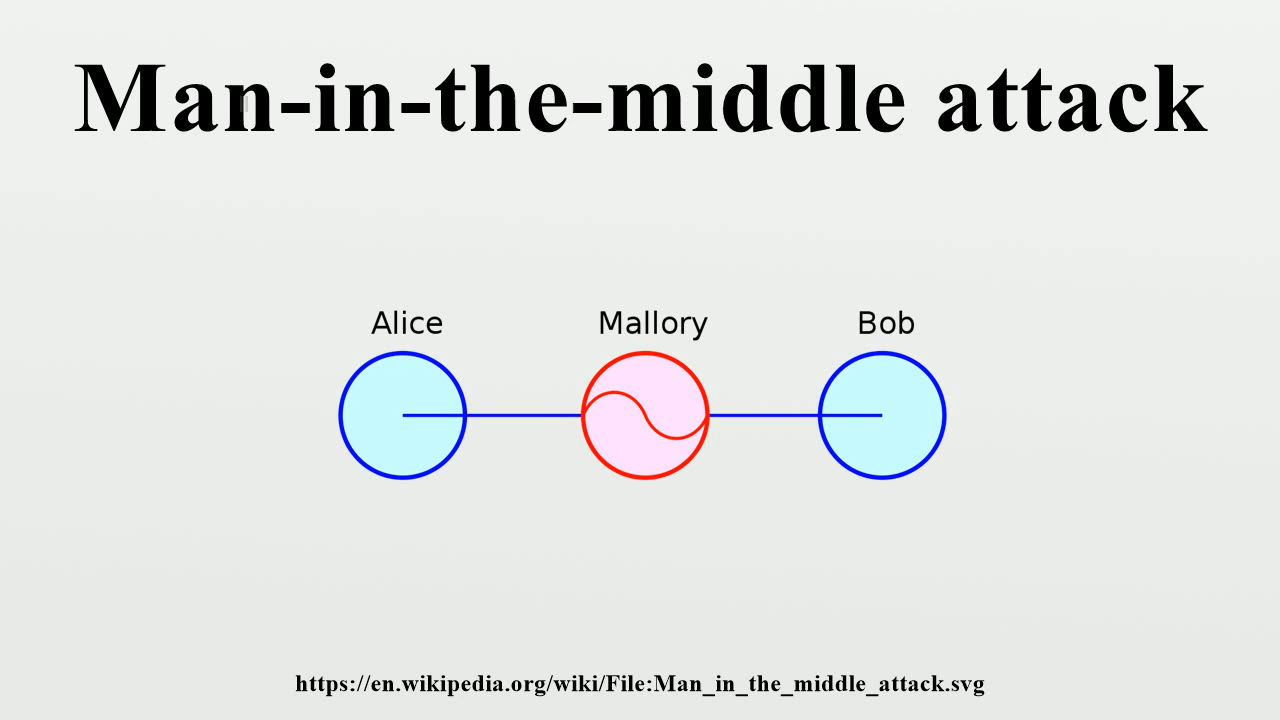 Man-in-the-middle attack
Alice Mallory Bob
https://en.wikipedia.org/wiki/File:Man_in_the_middle_attack.svg